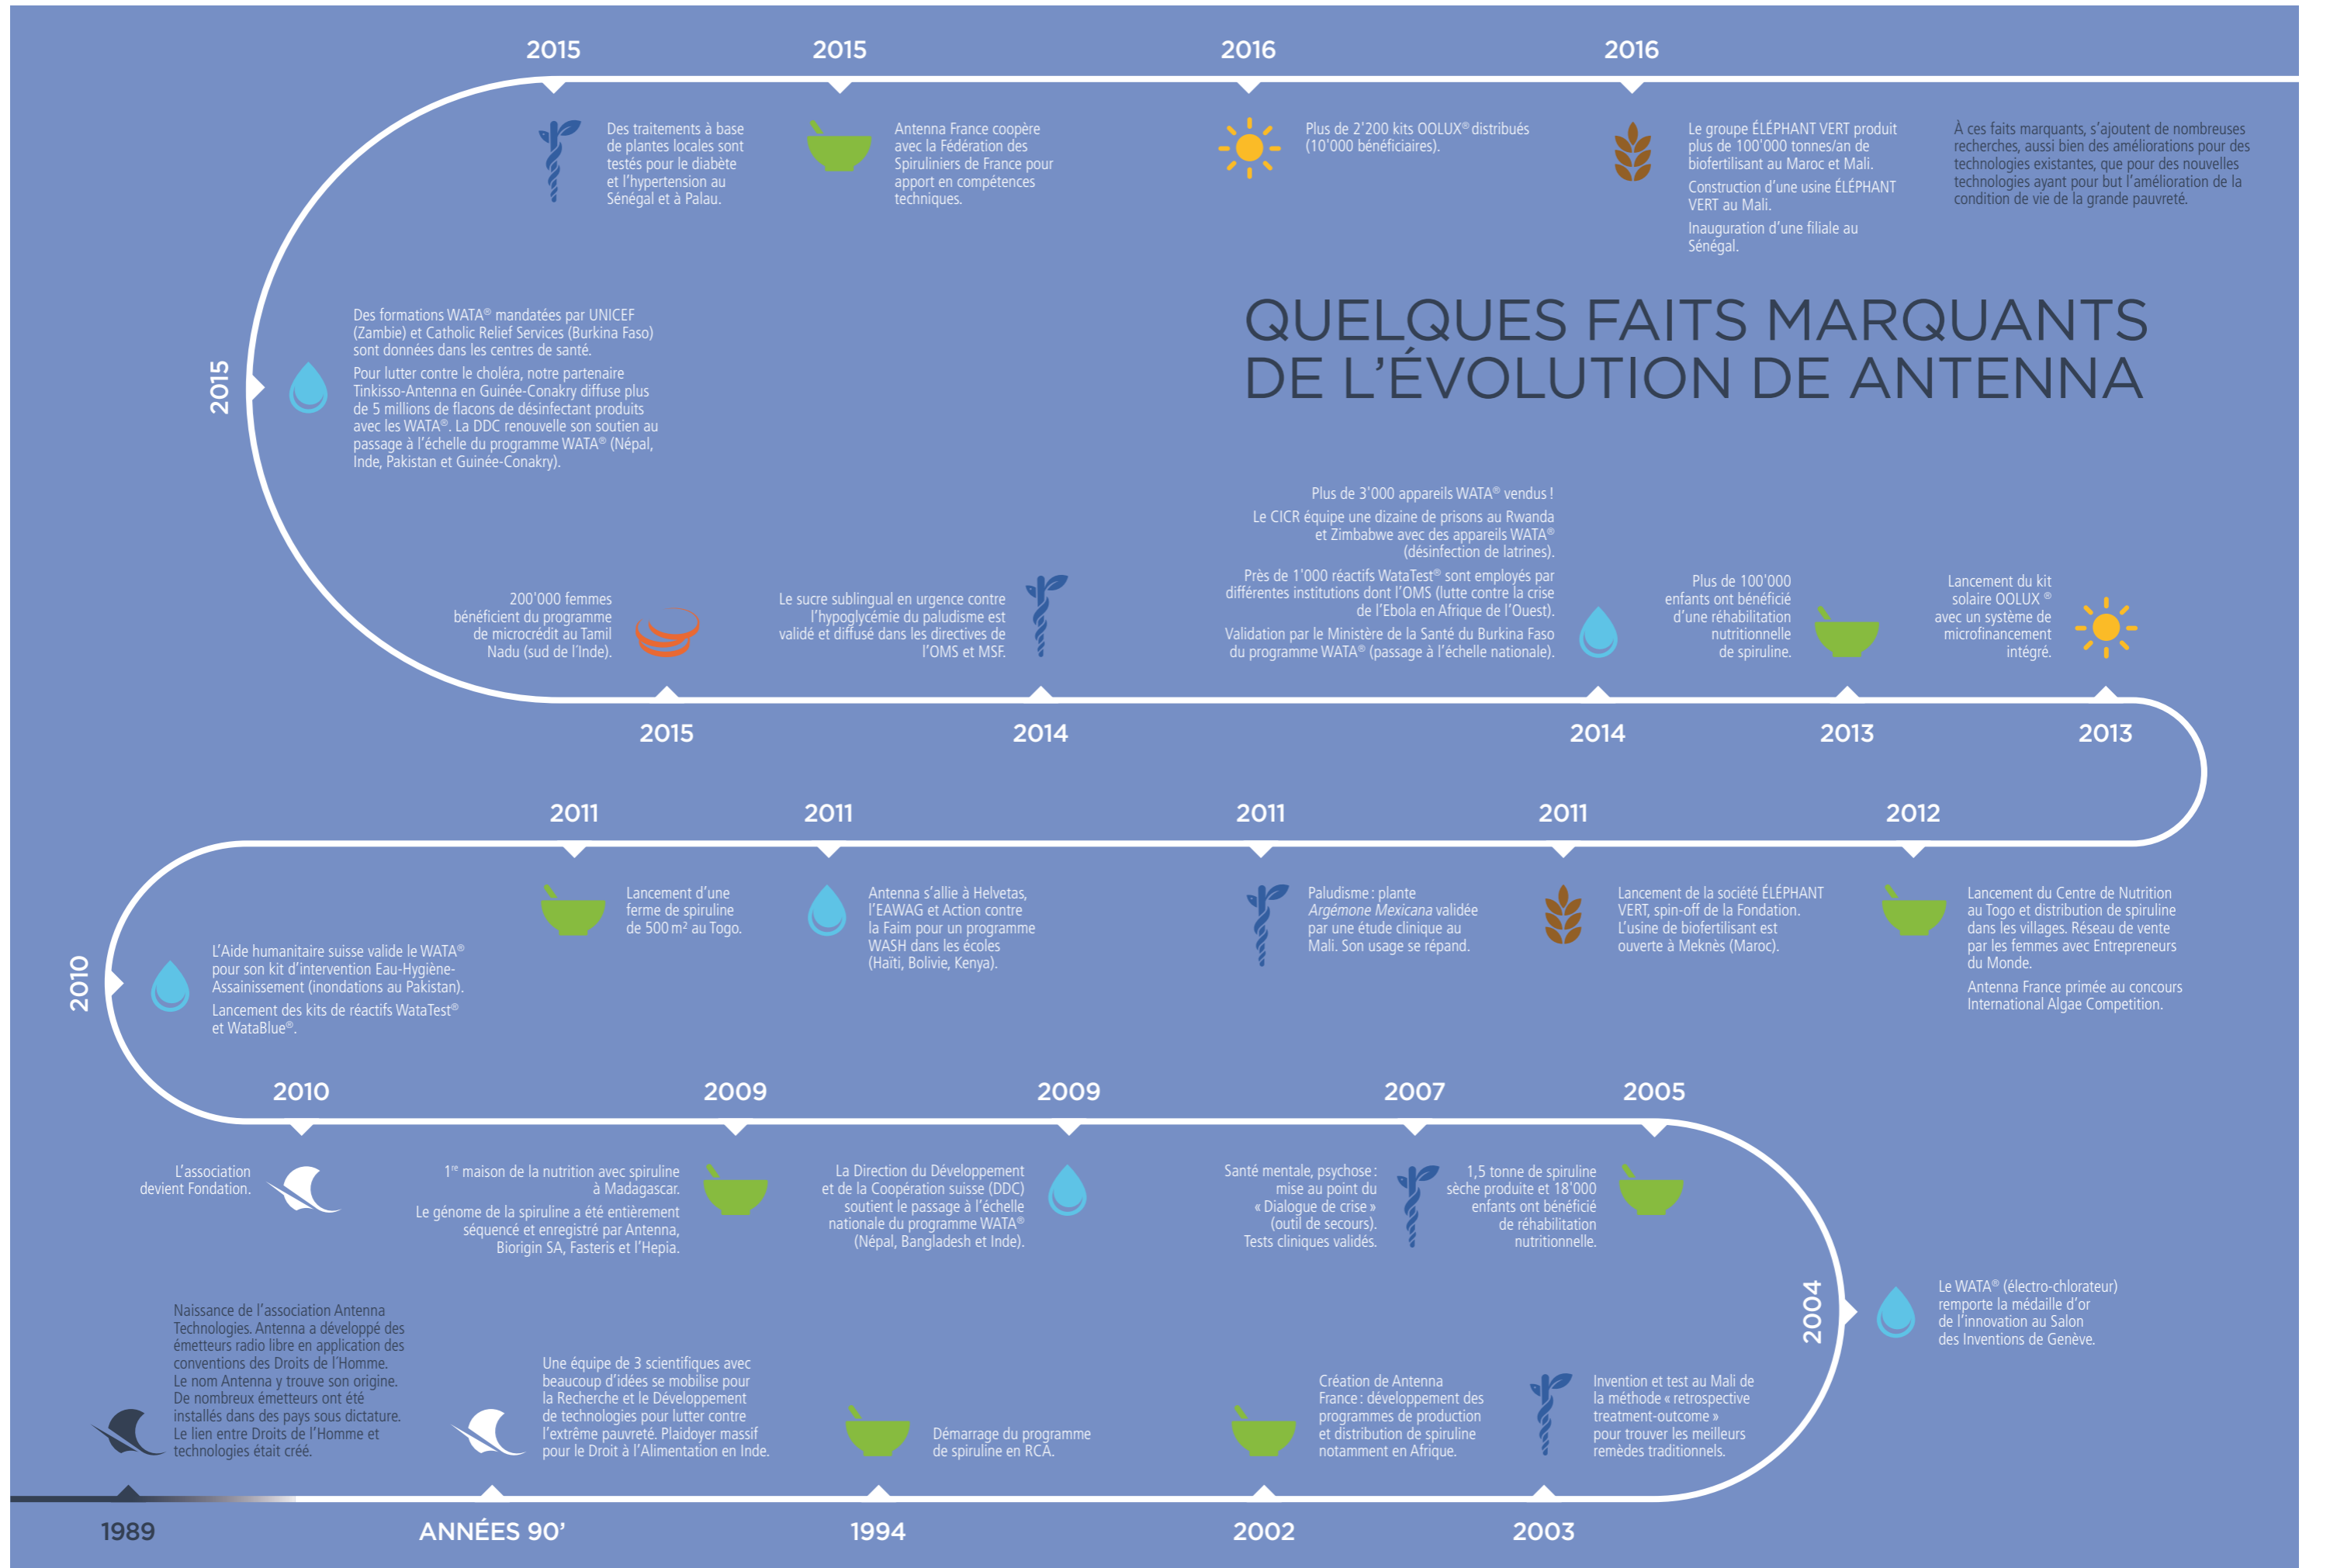 2015
2015
2016
2016
Des traitements à base
de plantes locales sont
testés pour le diabète
et l'hypertension au
Sénégal et à Palau.
Antenna France coopère
avec la Fédération des
Spiruliniers de France pour
apport en compétences
techniques.
Plus de 2'200 kits OOLUX® distribués
(10'000 bénéficiaires).
Le groupe ÉLÉPHANT VERT produit
plus de 100'000 tonnes/an de
biofertilisant au Maroc et Mali.
Construction d'une usine ÉLÉPHANT
VERT au Mali.
Inauguration d'une filiale au
Sénégal.
À ces faits marquants, s'ajoutent de nombreuses
recherches, aussi bien des améliorations pour des
technologies existantes, que pour des nouvelles
technologies ayant pour but l'amélioration de la
condition de vie de la grande pauvreté.
QUELQUES FAITS MARQUANTS
DE L'ÉVOLUTION DE ANTENNA
2015
Des formations WATA® mandatées par UNICEF
(Zambie) et Catholic Relief Services (Burkina Faso)
sont données dans les centres de santé.
Pour lutter contre le choléra, notre partenaire
Tinkisso-Antenna en Guinée-Conakry diffuse plus
de 5 millions de flacons de désinfectant produits
avec les WATA®. La DDC renouvelle son soutien au
passage à l'échelle du programme WATA® (Népal,
Inde, Pakistan et Guinée-Conakry).
200'000 femmes
bénéficient du programme
de microcrédit au Tamil
Nadu (sud de l'Inde).
Le sucre sublingual en urgence contre
l'hypoglycémie du paludisme est
validé et diffusé dans les directives de
l'OMS et MSF.
Plus de 3'000 appareils WATA® vendus !
Le CICR équipe une dizaine de prisons au Rwanda
et Zimbabwe avec des appareils WATA®
(désinfection de latrines).
Près de 1'000 réactifs WataTest® sont employés par
différentes institutions dont l'OMS (lutte contre la crise
de l'Ebola en Afrique de l'Ouest).
Validation par le Ministère de la Santé du Burkina Faso
du programme WATA® (passage à l'échelle nationale).
Plus de 100'000
enfants ont bénéficié
d'une réhabilitation
nutritionnelle
de spiruline.
Lancement du kit
solaire OOLUX ®
avec un système de
microfinancement
intégré.
2015
2014
2014
2013
2013
2011
2011
2011
2011
2012
2010
L'Aide humanitaire suisse valide le WATA®
pour son kit d'intervention Eau-Hygiène-
Assainissement (inondations au Pakistan).
Lancement des kits de réactifs WataTest®
et WataBlue®.
Lancement d'une
ferme de spiruline
de 500 m² au Togo.
Antenna s'allie à Helvetas,
l'EAWAG et Action contre
la Faim pour un programme
WASH dans les écoles
(Haïti, Bolivie, Kenya).
Paludisme : plante
Argémone Mexicana validée
par une étude clinique au
Mali. Son usage se répand.
Lancement de la société ÉLÉPHANT
VERT, spin-off de la Fondation.
L'usine de biofertilisant est
ouverte à Meknès (Maroc).
Lancement du Centre de Nutrition
au Togo et distribution de spiruline
dans les villages. Réseau de vente
par les femmes avec Entrepreneurs
du Monde.
Antenna France primée au concours
International Algae Competition.
2010
2009
2009
2007
2005
L'association
devient Fondation.
1re maison de la nutrition avec spiruline
à Madagascar.
Le génome de la spiruline a été entièrement
séquencé et enregistré par Antenna,
Biorigin SA, Fasteris et l'Hepia.
La Direction du Développement
et de la Coopération suisse (DDC)
soutient le passage à l'échelle
nationale du programme WATA®
(Népal, Bangladesh et Inde).
Santé mentale, psychose :
mise au point du
« Dialogue de crise »
(outil de secours).
Tests cliniques validés.
1,5 tonne de spiruline
sèche produite et 18'000
enfants ont bénéficié
de réhabilitation
nutritionnelle.
2004
Le WATA® (électro-chlorateur)
remporte la médaille d'or
de l'innovation au Salon
des Inventions de Genève.
Naissance de l'association Antenna
Technologies. Antenna a développé des
émetteurs radio libre en application des
conventions des Droits de l'Homme.
Le nom Antenna y trouve son origine.
De nombreux émetteurs ont été
installés dans des pays sous dictature.
Le lien entre Droits de l'Homme et
technologies était créé.
Une équipe de 3 scientifiques avec
beaucoup d'idées se mobilise pour
la Recherche et le Développement
de technologies pour lutter contre
l'extrême pauvreté. Plaidoyer massif
pour le Droit à l'Alimentation en Inde.
Démarrage du programme
de spiruline en RCA.
Création de Antenna
France : développement des
programmes de production
et distribution de spiruline
notamment en Afrique.
Invention et test au Mali de
la méthode « retrospective
treatment-outcome »
pour trouver les meilleurs
remèdes traditionnels.
1989
ANNÉES 90'
1994
2002
2003